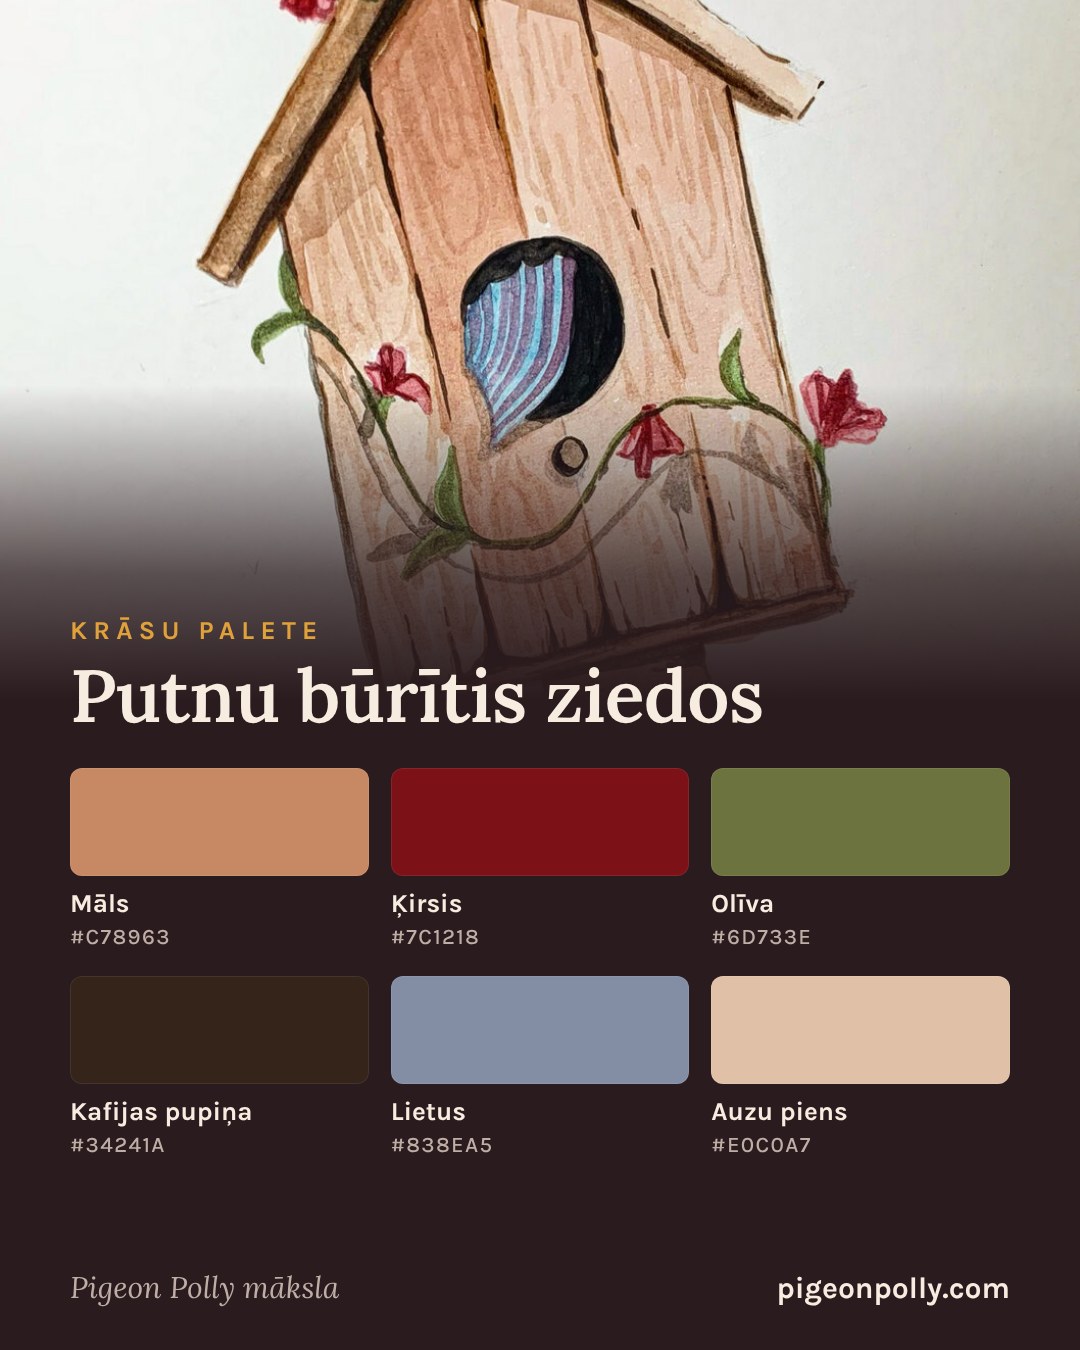 KRĀSU PALETE
Putnu būrītis ziedos
Māls
#C78963
Ķirsis
#7C1218
Olīva
#6D733E
Kafijas pupiņa
#34241A
Lietus
#838EA5
Auzu piens
#E0C0A7
Pigeon Polly māksla
pigeonpolly.com